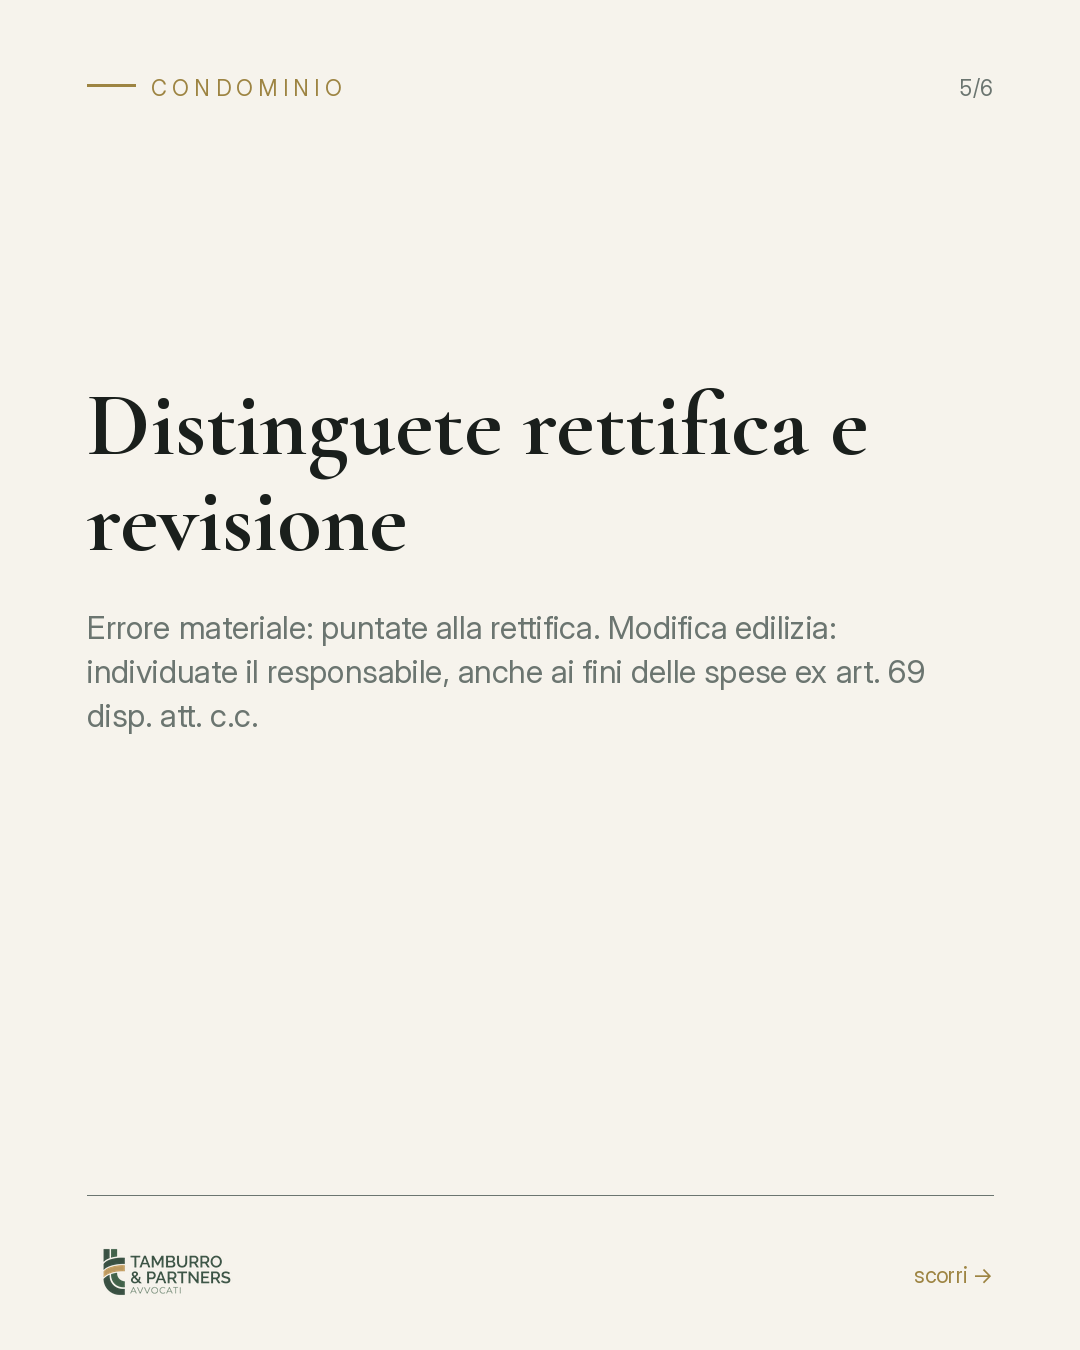 CONDOMINIO
5/6
Distinguete rettifica e
revisione
Errore materiale: puntate alla rettifica. Modifica edilizia:
individuate il responsabile, anche ai fini delle spese ex art. 69
disp. att. c.c.
TAMBURRO
& PARTNERS
AVVOCATI
scorri →